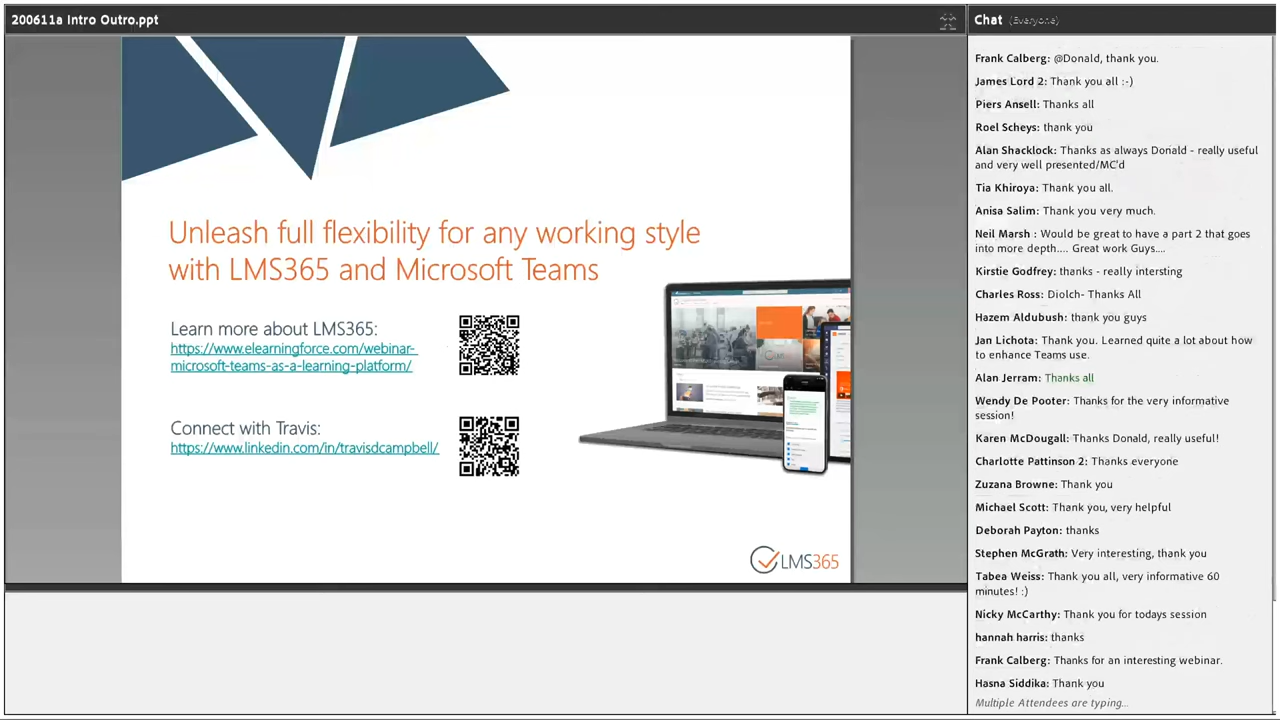 200611a Intro Outro.ppt
Unleash full flexibility for any working style
with LMS365 and Microsoft Teams
Learn more about LMS365:
https://www.elearningforce.com/webinar-
microsoft-teams-as-a-learning-platform/
Connect with Travis:
https://www.linkedin.com/in/travisdcampbell/
LMS365
Chat (Everyone)
Frank Calberg: @Donald, thank you.
James Lord 2: Thank you all :-)
Piers Ansell: Thanks all
Roel Scheys: thank you
Alan Shacklock: Thanks as always Donald - really useful
and very well presented/MC'd
Tia Khiroya: Thank you all.
Anisa Salim: Thank you very much.
Neil Marsh : Would be great to have a part 2 that goes
into more depth.... Great work Guys....
Kirstie Godfrey: thanks - really intersting
Charles Ross: Diolch- Thanks All
Hazem Aldubush: thank you guys
Jan Lichota: Thank you. Learned quite a lot about how
to enhance Teams use.
Alan Jerram: Thanks all
Wendy De Pooter: Thanks for the very informative
session!
Karen McDougall: Thanks Donald, really useful!
Charlotte Pattinson 2: Thanks everyone
Zuzana Browne: Thank you
Michael Scott: Thank you, very helpful
Deborah Payton: thanks
Stephen McGrath: Very interesting, thank you
Tabea Weiss: Thank you all, very informative 60
minutes! :)
Nicky McCarthy: Thank you for todays session
hannah harris: thanks
Frank Calberg: Thanks for an interesting webinar.
Hasna Siddika: Thank you
Multiple Attendees are typing...